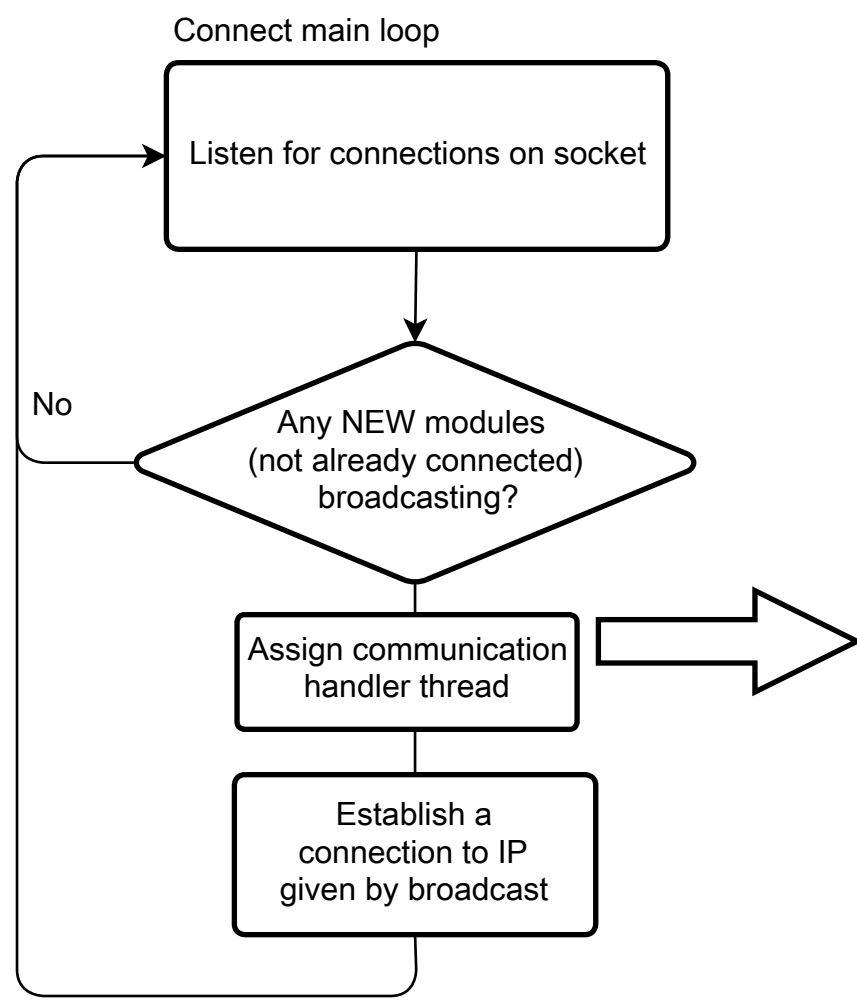 Connect main loop
Listen for connections on socket
No
Any NEW modules
(not already connected)
broadcasting?
Assign communication
handler thread
Establish a
connection to IP
given by broadcast